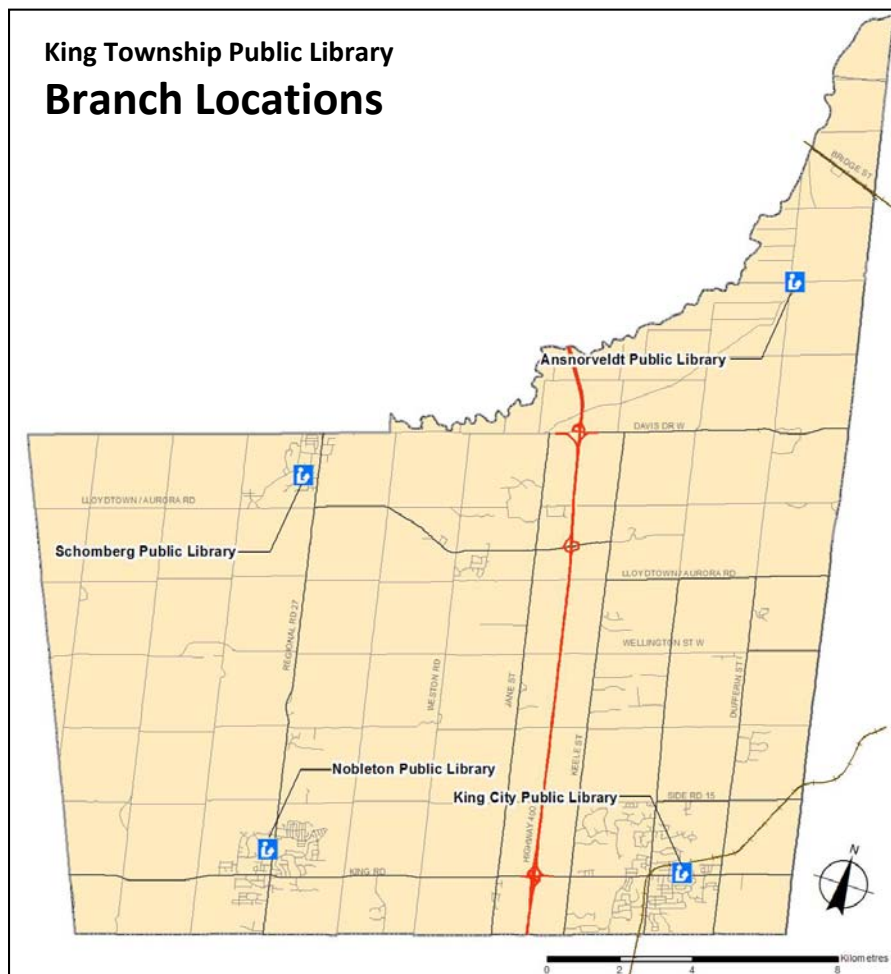 King Township Public Library
Branch Locations
BRIDGE ST
Ansnorveldt Public Library
DAVIS DR W
LLOYDTOWN / AURORA RD
Schomberg Public Library
LLOYDTOWN / AURORA RD
REGIONAL RD 27
WESTON RD
JANE ST
WELLINGTON ST W
DUFFERIN ST
KEELE ST
Nobleton Public Library
King City Public Library
SIDE RD 15
HIGHWAY 400
KING RD
N
Kilometres
0 2 4 8